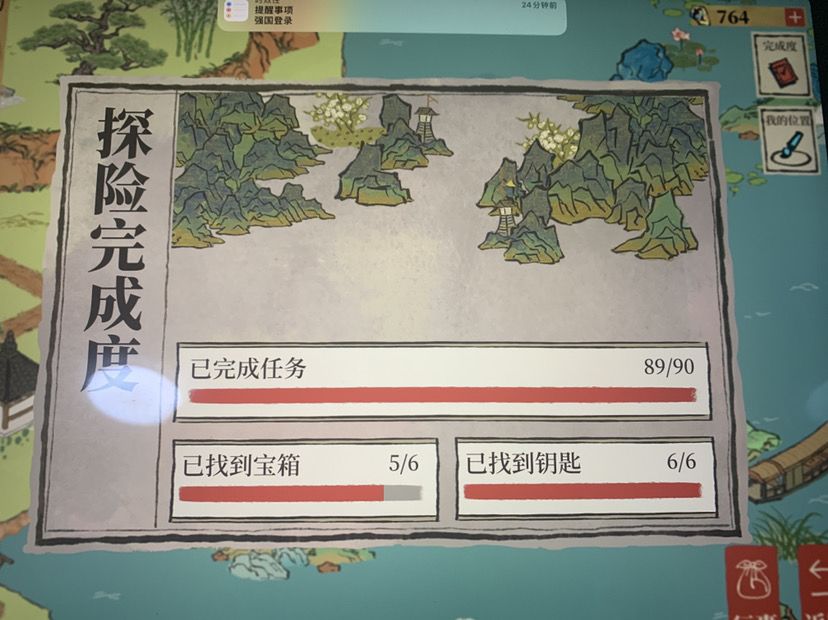 提醒事项
24分钟前
强国登录
764
完成度
我的位置
探险完成度
已完成任务 89/90
已找到宝箱 5/6
已找到钥匙 6/6